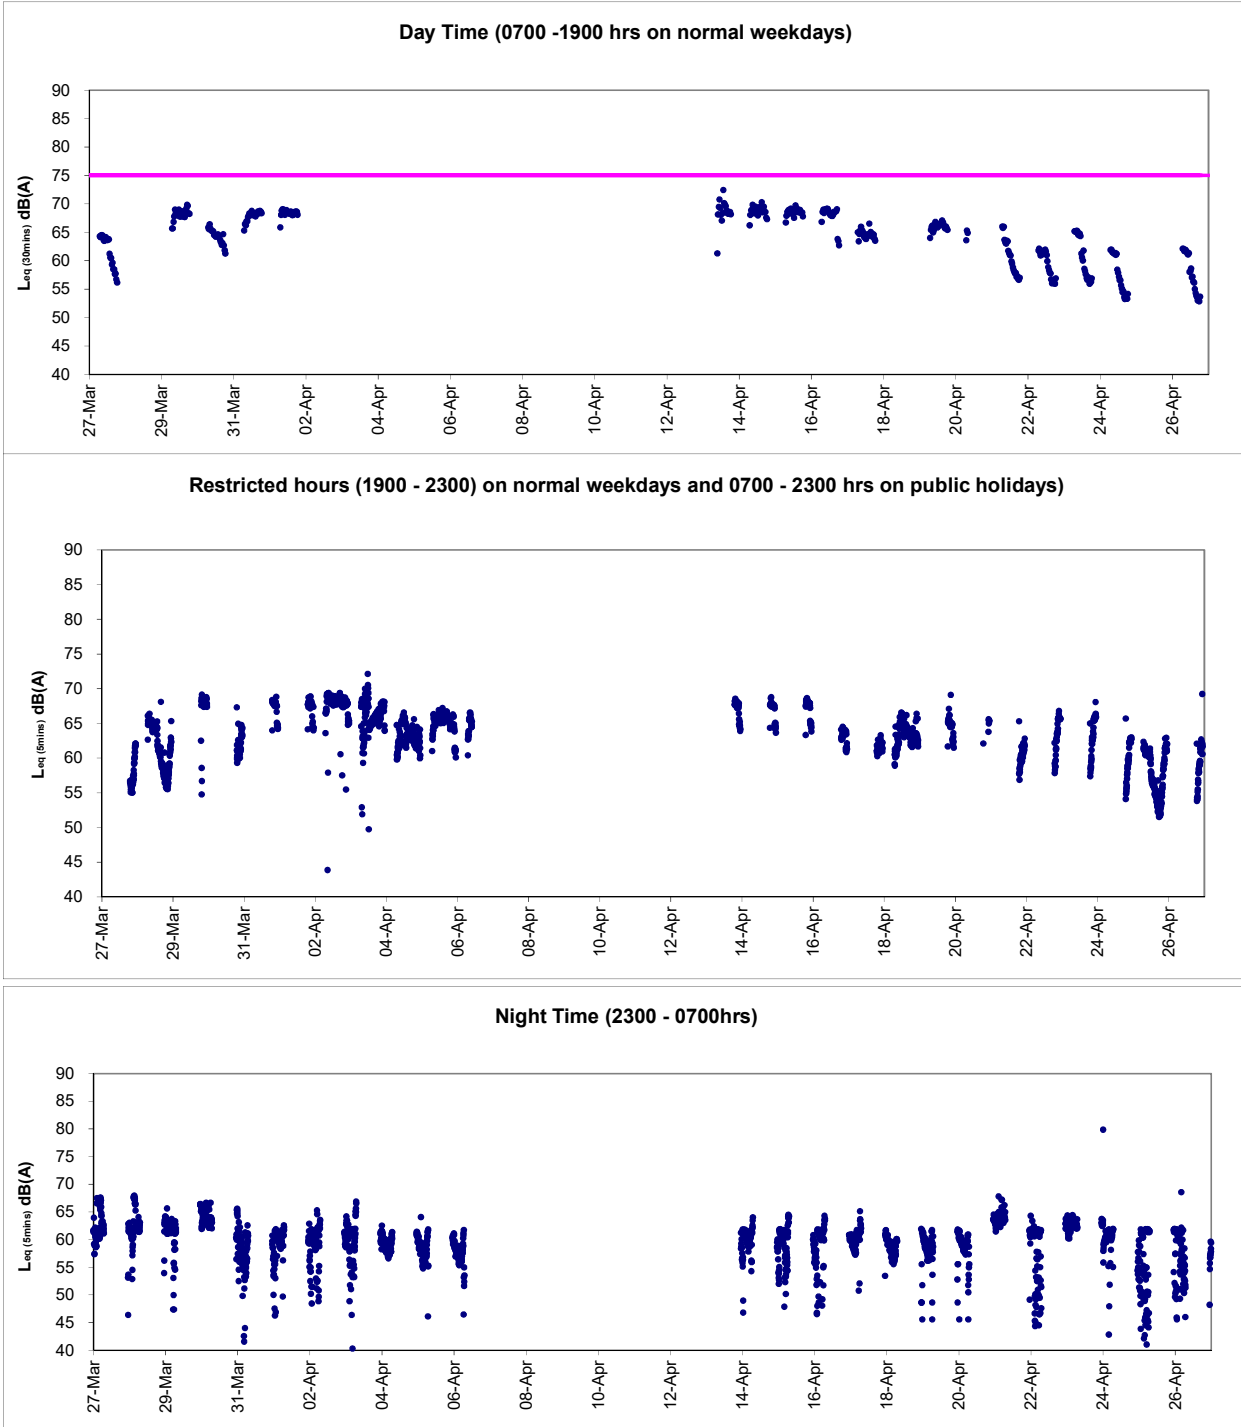 Day Time (0700 -1900 hrs on normal weekdays)
90
85
80
75
70
65
60
55
50
45
40
Leq (30mins) dB(A)
27-Mar
29-Mar
31-Mar
02-Apr
04-Apr
06-Apr
08-Apr
10-Apr
12-Apr
14-Apr
16-Apr
18-Apr
20-Apr
22-Apr
24-Apr
26-Apr
Restricted hours (1900 - 2300) on normal weekdays and 0700 - 2300 hrs on public holidays)
90
85
80
75
70
65
60
55
50
45
40
Leq (5mins) dB(A)
27-Mar
29-Mar
31-Mar
02-Apr
04-Apr
06-Apr
08-Apr
10-Apr
12-Apr
14-Apr
16-Apr
18-Apr
20-Apr
22-Apr
24-Apr
26-Apr
Night Time (2300 - 0700hrs)
90
85
80
75
70
65
60
55
50
45
40
Leq (5mins) dB(A)
27-Mar
29-Mar
31-Mar
02-Apr
04-Apr
06-Apr
08-Apr
10-Apr
12-Apr
14-Apr
16-Apr
18-Apr
20-Apr
22-Apr
24-Apr
26-Apr